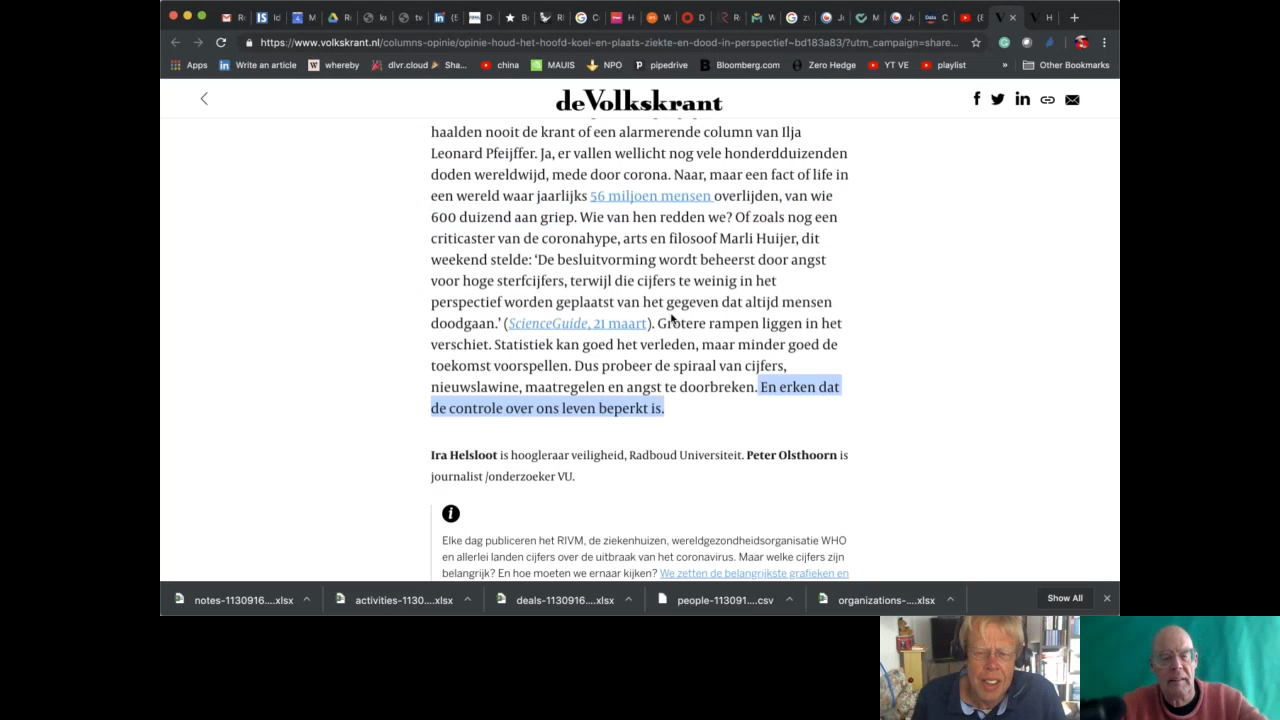 https://www.volkskrant.nl/columns-opinie/opinie-houd-het-hoofd-koel-en-plaats-ziekte-en-dood-in-perspectief~bd183a83/?utm_campaign=share...
Apps Write an article whereby dlvr.cloud Sha... china MAUIS NPO pipedrive Bloomberg.com Zero Hedge YT VE playlist » Other Bookmarks
deVolkskrant
haalden nooit de krant of een alarmerende column van Ilja
Leonard Pfeijffer. Ja, er vallen wellicht nog vele honderdduizenden
doden wereldwijd, mede door corona. Naar, maar een fact of life in
een wereld waar jaarlijks 56 miljoen mensen overlijden, van wie
600 duizend aan griep. Wie van hen redden we? Of zoals nog een
criticaster van de coronahype, arts en filosoof Marli Huijer, dit
weekend stelde: ‘De besluitvorming wordt beheerst door angst
voor hoge sterfcijfers, terwijl die cijfers te weinig in het
perspectief worden geplaatst van het gegeven dat altijd mensen
doodgaan.’ (ScienceGuide, 21 maart). Grotere rampen liggen in het
verschiet. Statistiek kan goed het verleden, maar minder goed de
toekomst voorspellen. Dus probeer de spiraal van cijfers,
nieuwslawine, maatregelen en angst te doorbreken. En erken dat
de controle over ons leven beperkt is.
Ira Helsloot is hoogleraar veiligheid, Radboud Universiteit. Peter Olsthoorn is
journalist /onderzoeker VU.
Elke dag publiceren het RIVM, de ziekenhuizen, wereldgezondheidsorganisatie WHO
en allerlei landen cijfers over de uitbraak van het coronavirus. Maar welke cijfers zijn
belangrijk? En hoe moeten we ernaar kijken? We zetten de belangrijkste grafieken en
notes-1130916....xlsx activities-1130....xlsx deals-1130916....xlsx people-113091....csv organizations-....xlsx Show All